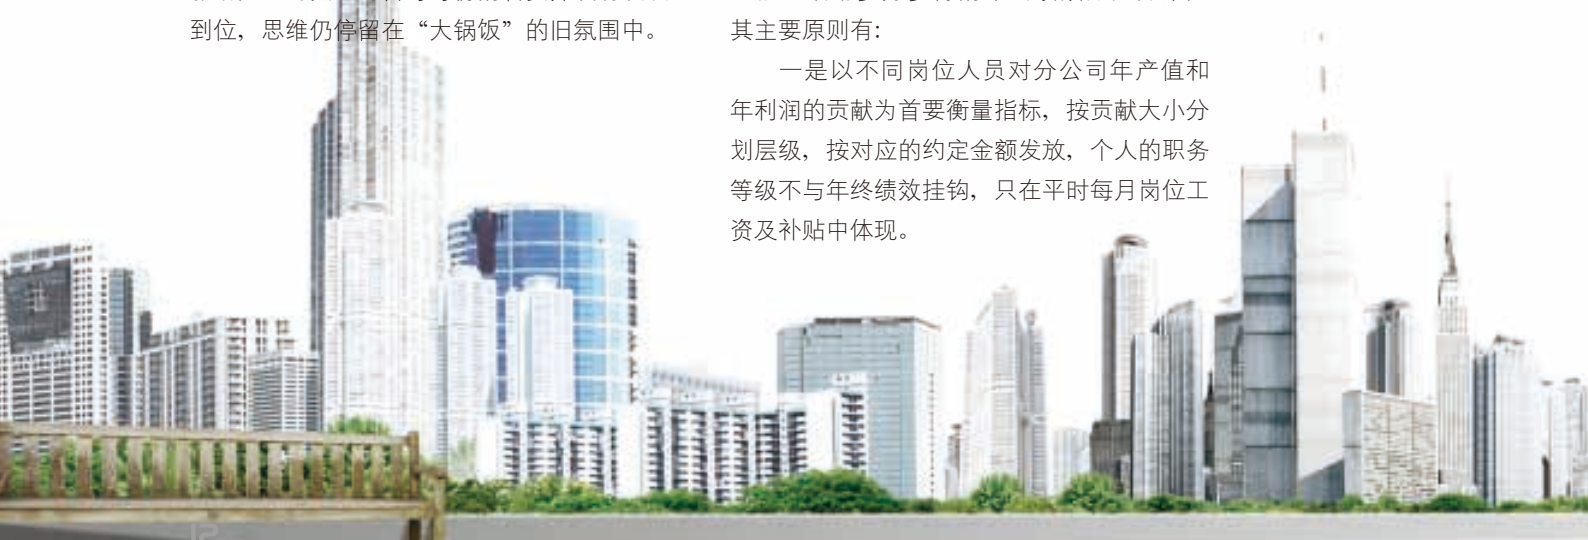 到位，思维仍停留在“大锅饭”的旧氛围中。
其主要原则有：
一是以不同岗位人员对分公司年产值和
年利润的贡献为首要衡量指标，按贡献大小分
划层级，按对应的约定金额发放，个人的职务
等级不与年终绩效挂钩，只在平时每月岗位工
资及补贴中体现。